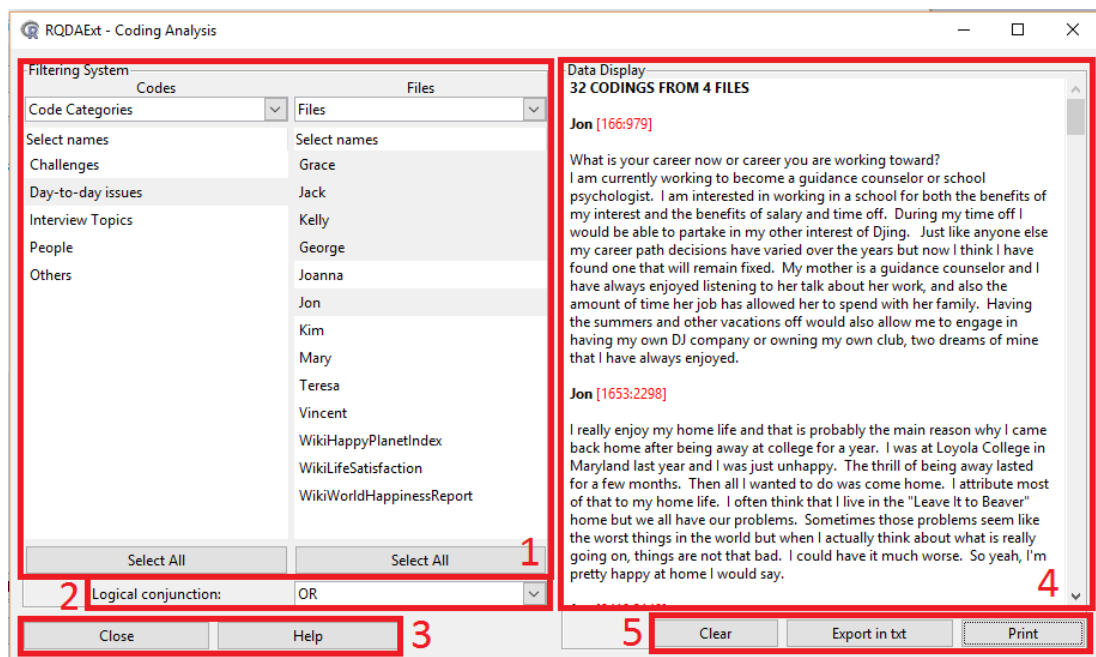 RQDAExt - Coding Analysis
Filtering System
Codes
Files
Code Categories
Files
Select names
Select names
Challenges
Grace
Day-to-day issues
Jack
Interview Topics
Kelly
People
George
Others
Joanna
Jon
Kim
Mary
Teresa
Vincent
WikiHappyPlanetIndex
WikiLifeSatisfaction
WikiWorldHappinessReport
Select All
Select All
1
2
Logical conjunction:
OR
Close
Help
3
Data Display
32 CODINGS FROM 4 FILES
Jon [166:979]
What is your career now or career you are working toward?
I am currently working to become a guidance counselor or school
psychologist. I am interested in working in a school for both the benefits of
my interest and the benefits of salary and time off. During my time off I
would be able to partake in my other interest of Djing. Just like anyone else
my career path decisions have varied over the years but now I think I have
found one that will remain fixed. My mother is a guidance counselor and I
have always enjoyed listening to her talk about her work, and also the
amount of time her job has allowed her to spend with her family. Having
the summers and other vacations off would also allow me to engage in
having my own DJ company or owning my own club, two dreams of mine
that I have always enjoyed.
Jon [1653:2298]
I really enjoy my home life and that is probably the main reason why I came
back home after being away at college for a year. I was at Loyola College in
Maryland last year and I was just unhappy. The thrill of being away lasted
for a few months. Then all I wanted to do was come home. I attribute most
of that to my home life. I often think that I live in the "Leave It to Beaver"
home but we all have our problems. Sometimes those problems seem like
the worst things in the world but when I actually think about what is really
going on, things are not that bad. I could have it much worse. So yeah, I'm
pretty happy at home I would say.
4
5
Clear
Export in txt
Print